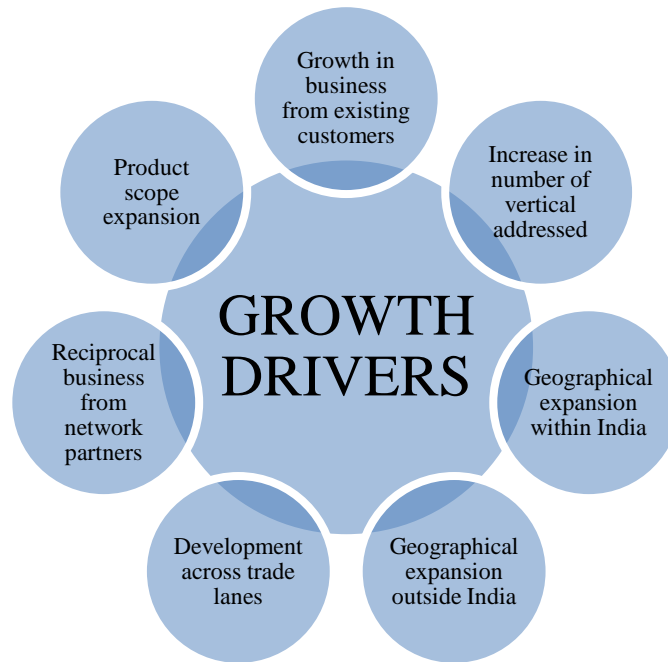 Growth in
business
from existing
customers
Increase in
number of
vertical
addressed
Geographical
expansion
within India
Geographical
expansion
outside India
Development
across trade
lanes
Reciprocal
business
from
network
partners
Product
scope
expansion
GROWTH
DRIVERS